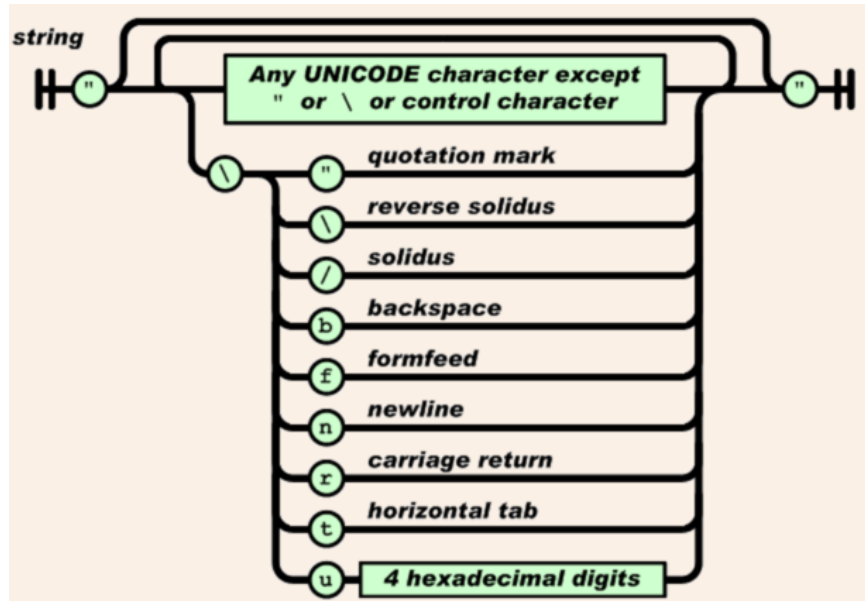 string
" Any UNICODE character except "
" or \ or control character
\ " quotation mark
\ reverse solidus
/ solidus
b backspace
f formfeed
n newline
r carriage return
t horizontal tab
u 4 hexadecimal digits